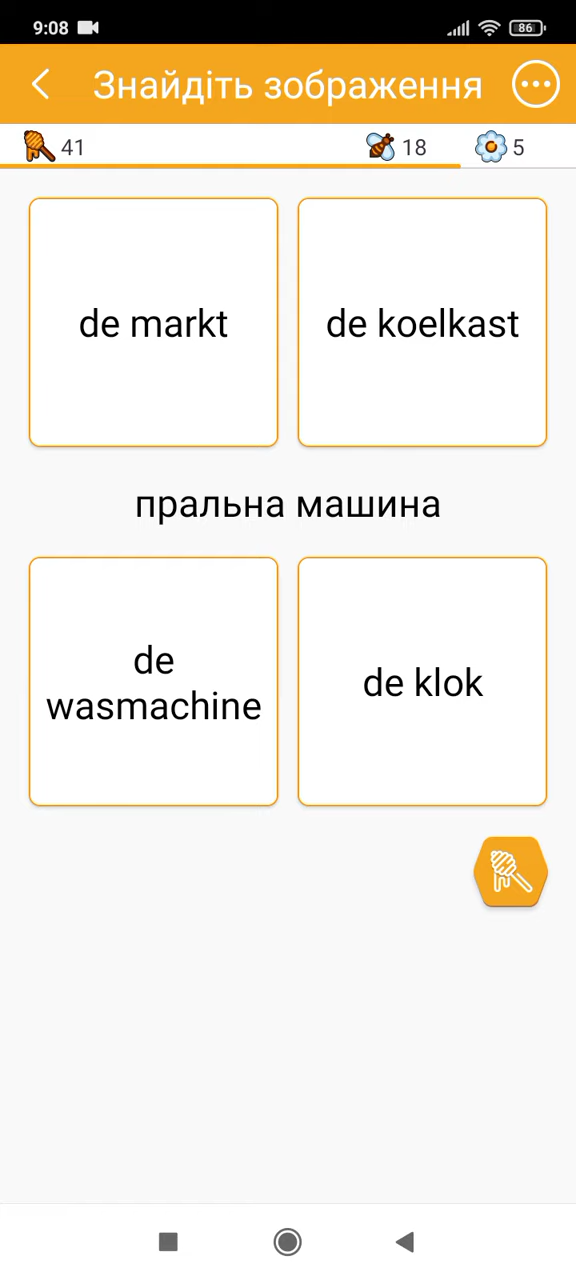 9:08
86
Знайдіть зображення
41
18
5
de markt
de koelkast
пральна машина
de
wasmachine
de klok